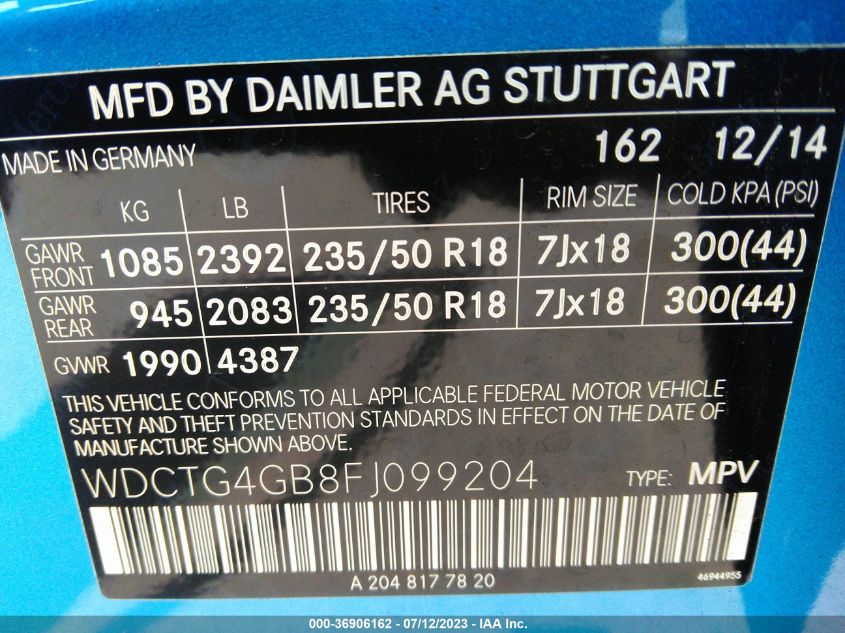 MFD BY DAIMLER AG STUTTGART
MADE IN GERMANY 162 12/14
KG LB TIRES RIM SIZE COLD KPA (PSI)
GAWR FRONT 1085 2392 235/50 R18 7Jx18 300(44)
GAWR REAR 945 2083 235/50 R18 7Jx18 300(44)
GVWR 1990 4387
THIS VEHICLE CONFORMS TO ALL APPLICABLE FEDERAL MOTOR VEHICLE
SAFETY AND THEFT PREVENTION STANDARDS IN EFFECT ON THE DATE OF
MANUFACTURE SHOWN ABOVE.
WDCTG4GB8FJ099204 TYPE: MPV
A 204 817 78 20 46944955
000-36906162 - 07/12/2023 - IAA Inc.